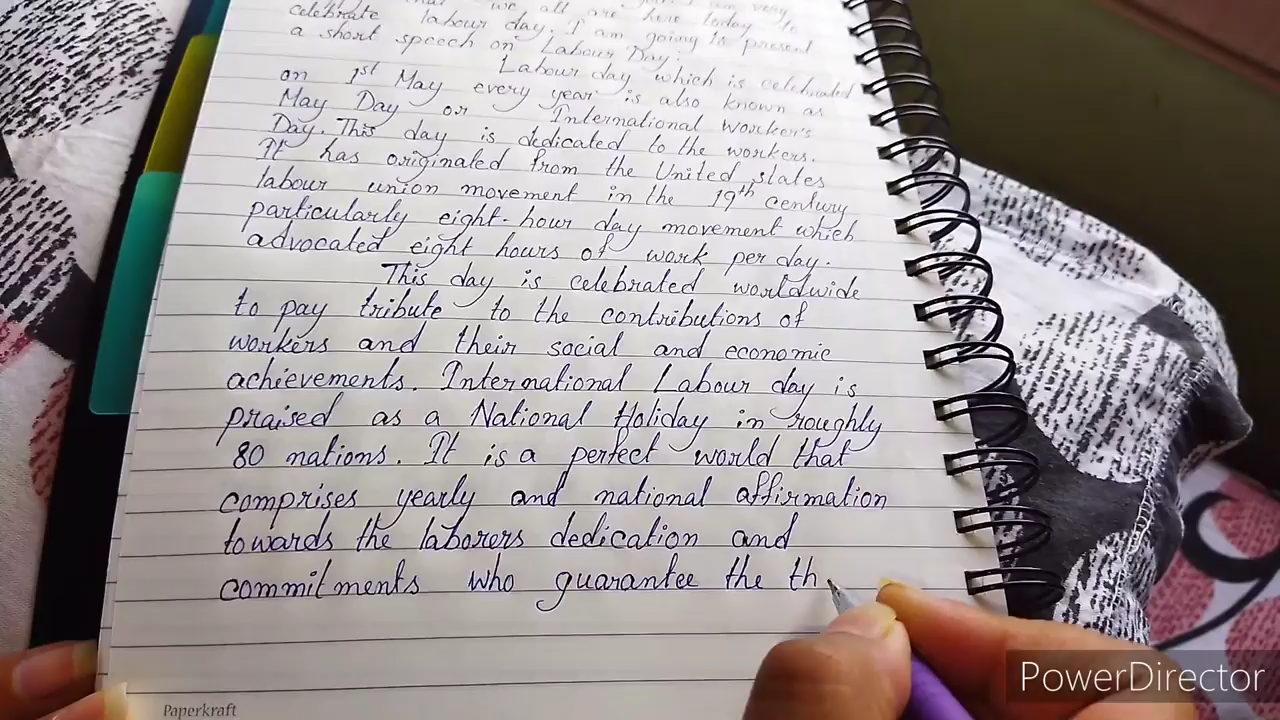 we all are here today to
celebrate labour day. I am going to present
a short speech on Labour Day.
Labour day which is celebrated
on 1st May every year is also known as
May Day or International Worker's
Day. This day is dedicated to the workers.
It has originated from the United states
labour union movement in the 19th century
particularly eight-hour day movement which
advocated eight hours of work per day.
This day is celebrated worldwide
to pay tribute to the contributions of
workers and their social and economic
achievements. International Labour day is
praised as a National Holiday in roughly
80 nations. It is a perfect world that
comprises yearly and national affirmation
towards the laborers dedication and
commitments who guarantee the th
Paperkraft
PowerDirector